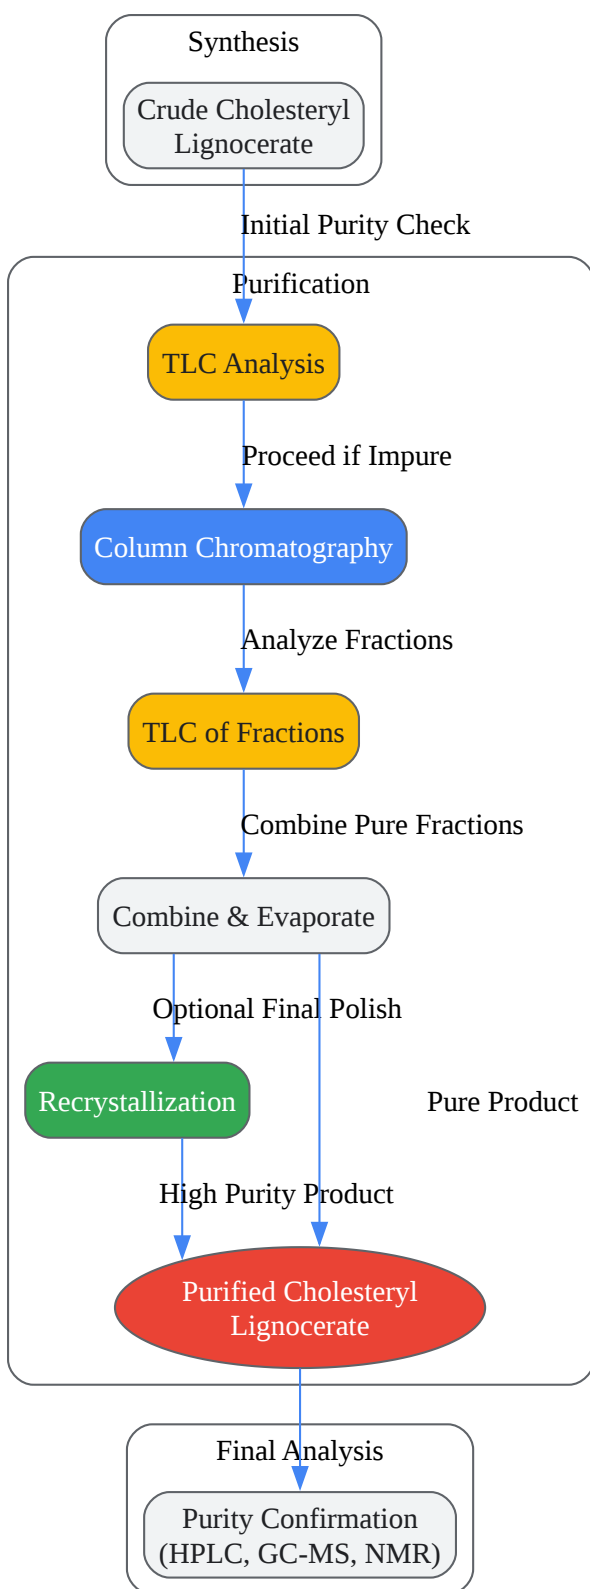 Synthesis
Crude Cholesteryl
Lignocerate
Initial Purity Check
Purification
TLC Analysis
Proceed if Impure
Column Chromatography
Analyze Fractions
TLC of Fractions
Combine Pure Fractions
Combine & Evaporate
Optional Final Polish
Recrystallization
Pure Product
High Purity Product
Purified Cholesteryl
Lignocerate
Final Analysis
Purity Confirmation
(HPLC, GC-MS, NMR)